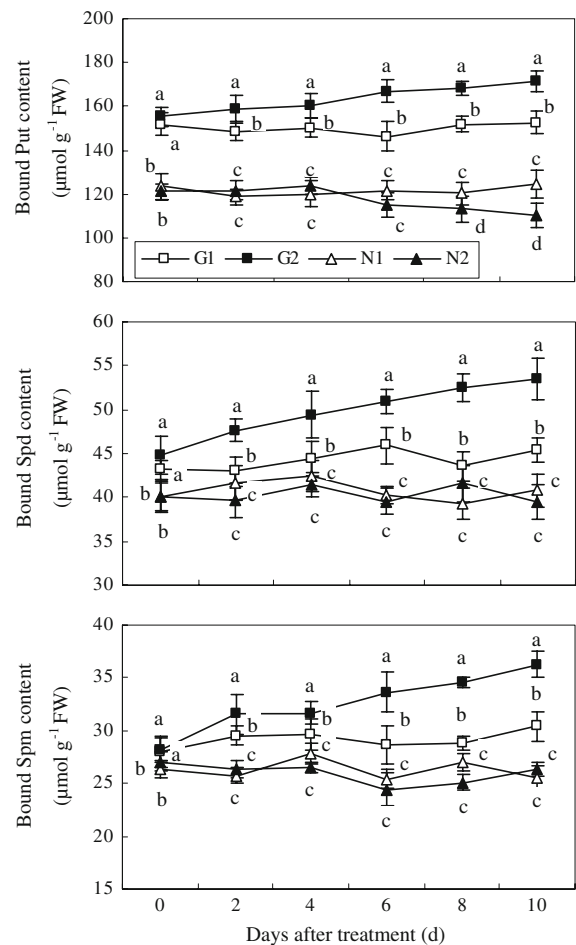 200
a
a
a
a
a
a
180
160
b
b
b
b
b
a
140
b
c
c
c
c
c
120
b
c
c
c
d
d
100
80
Bound Put content
(μmol g⁻¹ FW)
G1 G2 N1 N2
60
a
a
a
a
a
a
55
50
b
b
b
b
b
a
45
b
c
c
c
c
c
40
b
c
c
c
c
c
35
30
Bound Spd content
(μmol g⁻¹ FW)
40
a
a
a
a
a
a
35
b
b
b
b
b
a
30
b
c
c
c
c
c
25
b
c
c
c
c
c
20
15
Bound Spm content
(μmol g⁻¹ FW)
0 2 4 6 8 10
Days after treatment (d)